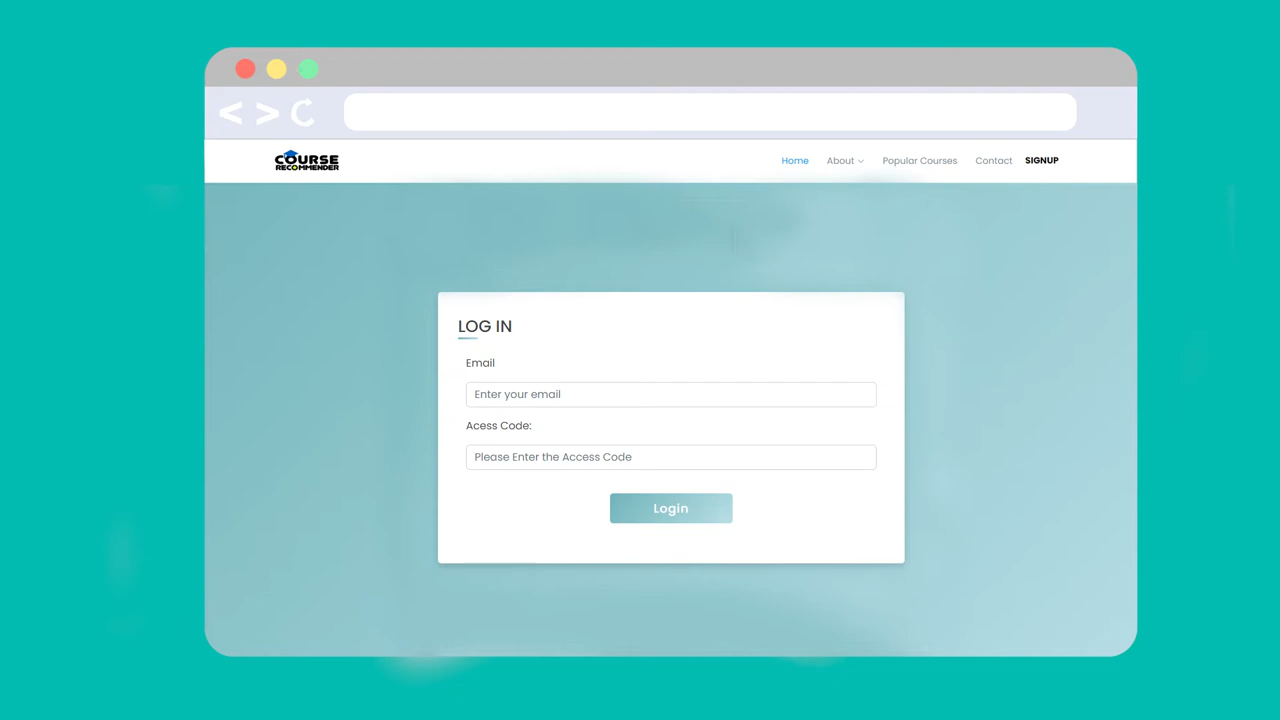 COURSE
RECOMMENDER
Home About Popular Courses Contact SIGNUP
LOG IN
Email
Enter your email
Acess Code:
Please Enter the Access Code
Login